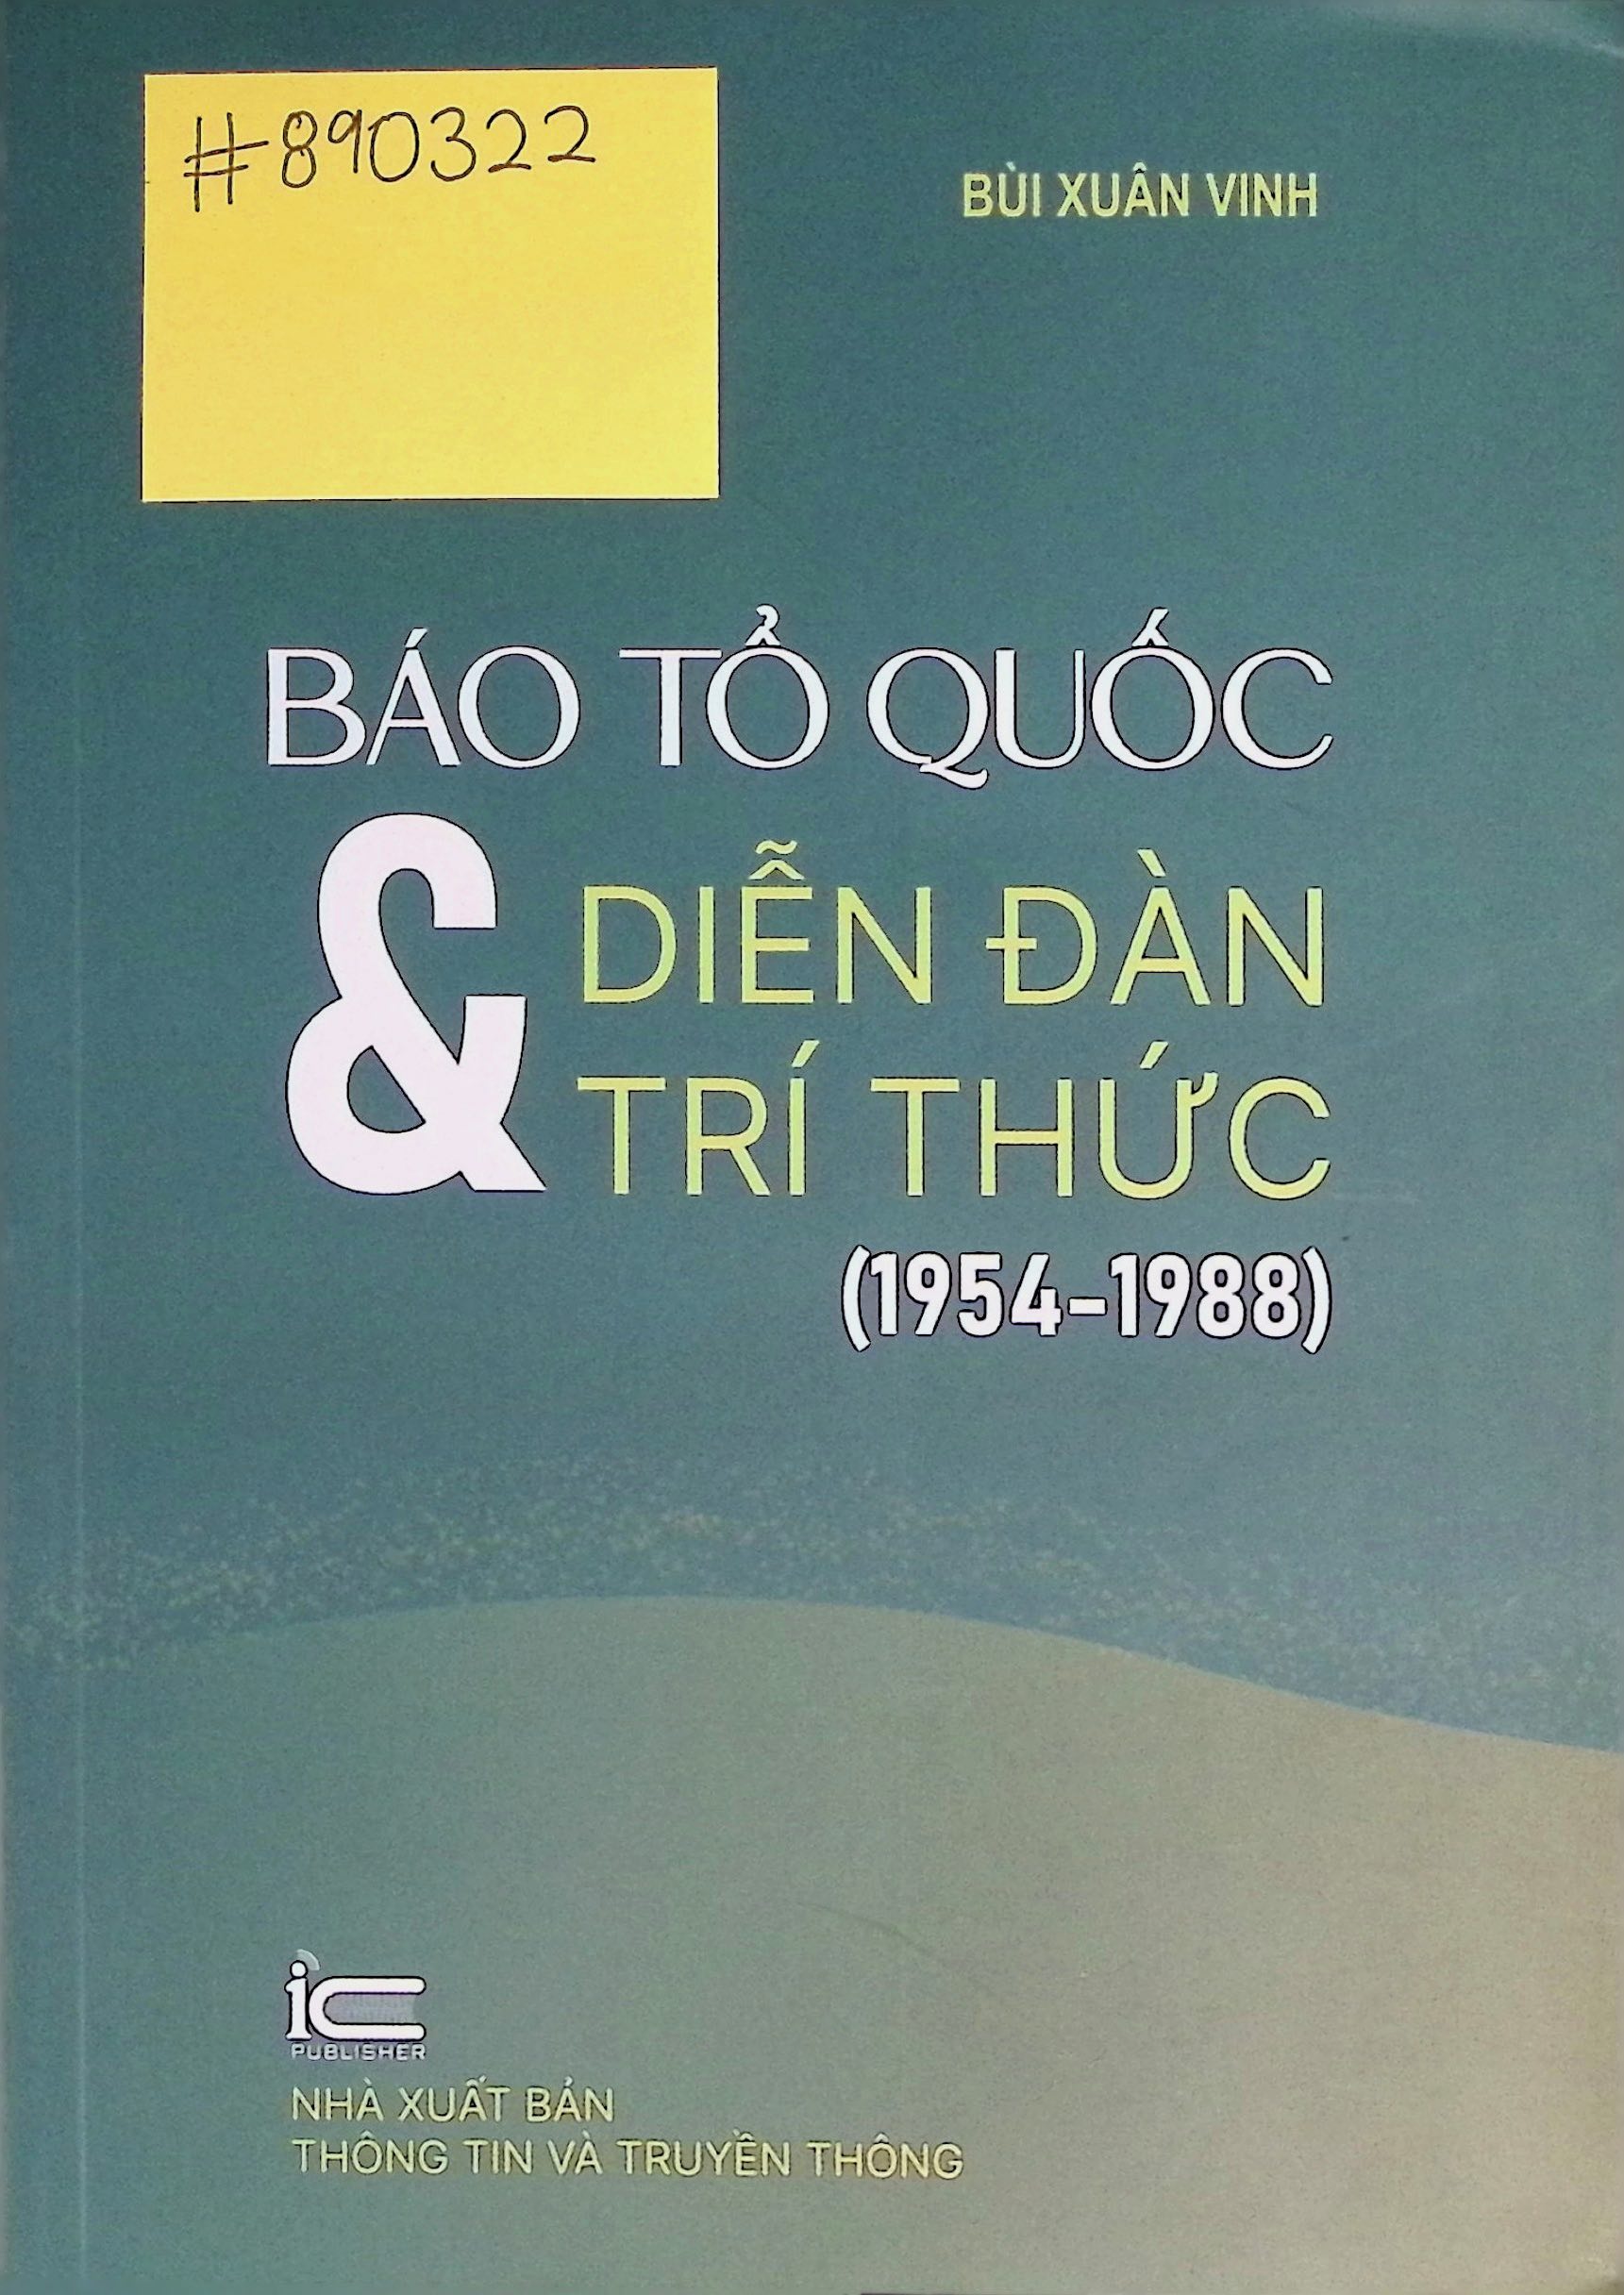 #890322
BÙI XUÂN VINH
BÁO TỔ QUỐC
& DIỄN ĐÀN
TRÍ THỨC
(1954-1988)
ic
PUBLISHER
NHÀ XUẤT BẢN
THÔNG TIN VÀ TRUYỀN THÔNG